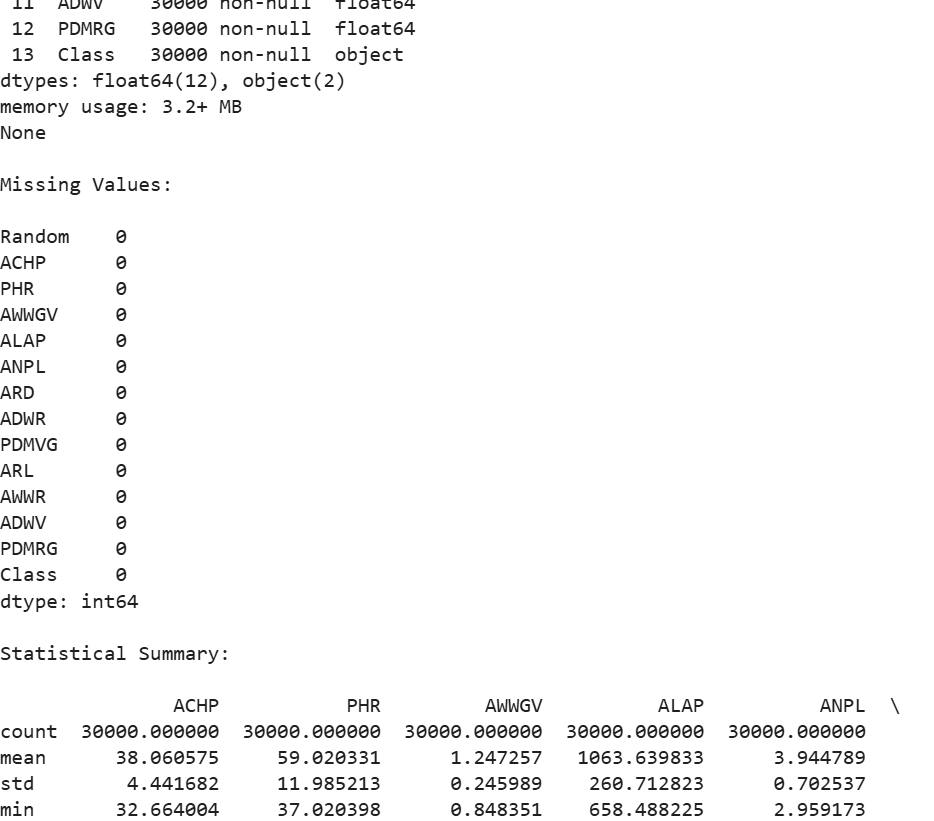 11  ADWV    30000 non-null  float64
 12  PDMRG   30000 non-null  float64
 13  Class   30000 non-null  object
dtypes: float64(12), object(2)
memory usage: 3.2+ MB
None
Missing Values:
Random    0
ACHP      0
PHR       0
AWWGV     0
ALAP      0
ANPL      0
ARD       0
ADWR      0
PDMVG     0
ARL       0
AWWR      0
ADWV      0
PDMRG     0
Class     0
dtype: int64
Statistical Summary:
               ACHP           PHR         AWWGV          ALAP          ANPL  \
count  30000.000000  30000.000000  30000.000000  30000.000000  30000.000000
mean      38.060575     59.020331      1.247257   1063.639833      3.944789
std        4.441682     11.985213      0.245989    260.712823      0.702537
min       32.664004     37.020398      0.848351    658.488225      2.959173